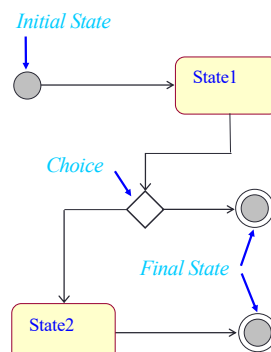 Initial State
State1
Choice
Final State
State2